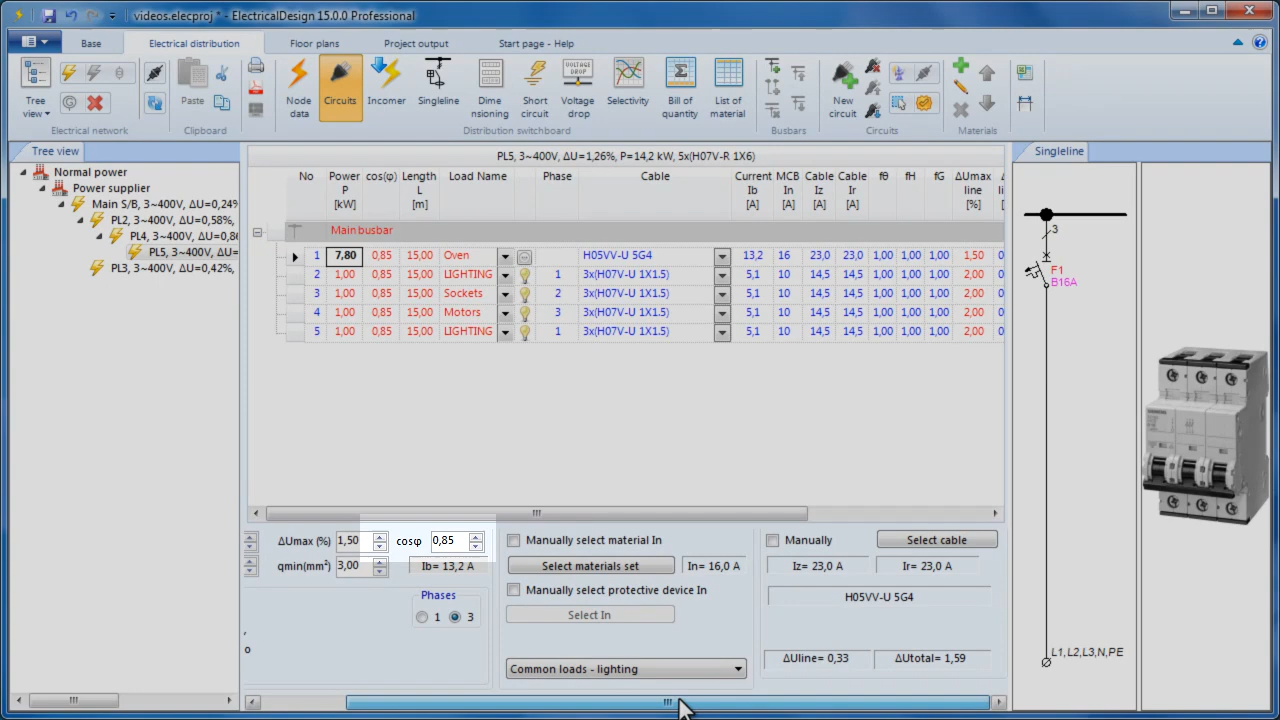 videos.elecproj * - ElectricalDesign 15.0.0 Professional
Base
Electrical distribution
Floor plans
Project output
Start page - Help
Tree view
Electrical network
Paste
Clipboard
Node data
Circuits
Incomer
Singleline
Dime nsioning
Short circuit
VOLTAGE DROP
Voltage drop
Selectivity
Bill of quantity
List of material
Distribution switchboard
Busbars
New circuit
Circuits
Materials
Tree view
Normal power
Power supplier
Main S/B, 3~400V, ΔU=0,24%
PL2, 3~400V, ΔU=0,58%,
PL4, 3~400V, ΔU=0,86
PL5, 3~400V, ΔU=
PL3, 3~400V, ΔU=0,42%,
PL5, 3~400V, ΔU=1,26%, P=14,2 kW, 5x(H07V-R 1X6)
No Power P [kW] cos(φ) Length L [m] Load Name Phase Cable Current Ib [A] MCB In [A] Cable Iz [A] Cable Ir [A] fθ fH fG ΔUmax line [%]
Main busbar
1 7,80 0,85 15,00 Oven H05VV-U 5G4 13,2 16 23,0 23,0 1,00 1,00 1,00 1,50 0
2 1,00 0,85 15,00 LIGHTING 1 3x(H07V-U 1X1.5) 5,1 10 14,5 14,5 1,00 1,00 1,00 2,00 0
3 1,00 0,85 15,00 Sockets 2 3x(H07V-U 1X1.5) 5,1 10 14,5 14,5 1,00 1,00 1,00 2,00 0
4 1,00 0,85 15,00 Motors 3 3x(H07V-U 1X1.5) 5,1 10 14,5 14,5 1,00 1,00 1,00 2,00 0
5 1,00 0,85 15,00 LIGHTING 1 3x(H07V-U 1X1.5) 5,1 10 14,5 14,5 1,00 1,00 1,00 2,00 0
ΔUmax (%) 1,50 cosφ 0,85
qmin(mm²) 3,00 Ib= 13,2 A
Phases
1 3
Manually select material In
Select materials set In= 16,0 A
Manually select protective device In
Select In
Common loads - lighting
Manually Select cable
Iz= 23,0 A Ir= 23,0 A
H05VV-U 5G4
ΔUline= 0,33 ΔUtotal= 1,59
Singleline
3
F1
B16A
L1,L2,L3,N,PE